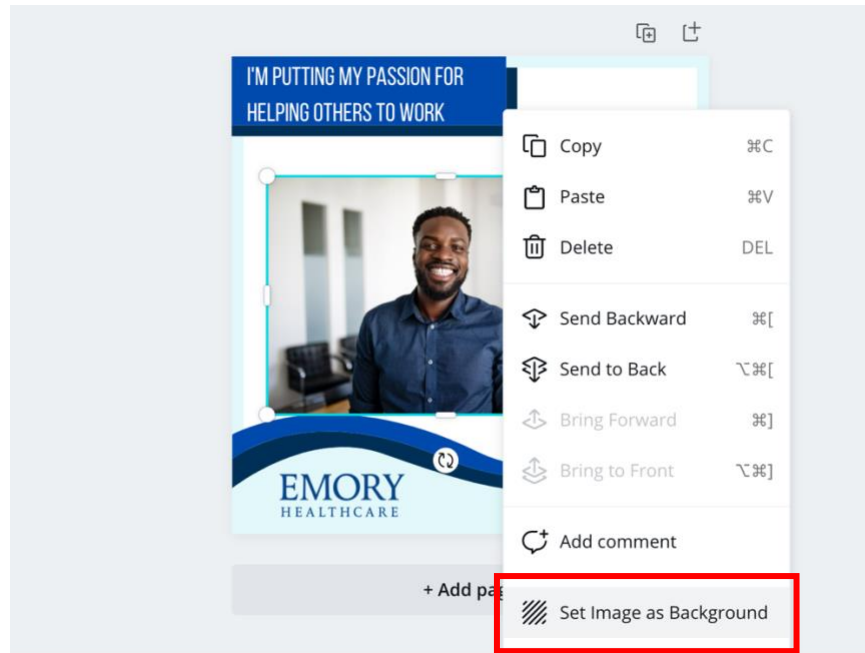 I'M PUTTING MY PASSION FOR
HELPING OTHERS TO WORK
Copy ⌘C
Paste ⌘V
Delete DEL
Send Backward ⌘[
Send to Back ⌥⌘[
Bring Forward ⌘]
Bring to Front ⌥⌘]
EMORY
HEALTHCARE
Add comment
+ Add
Set Image as Background